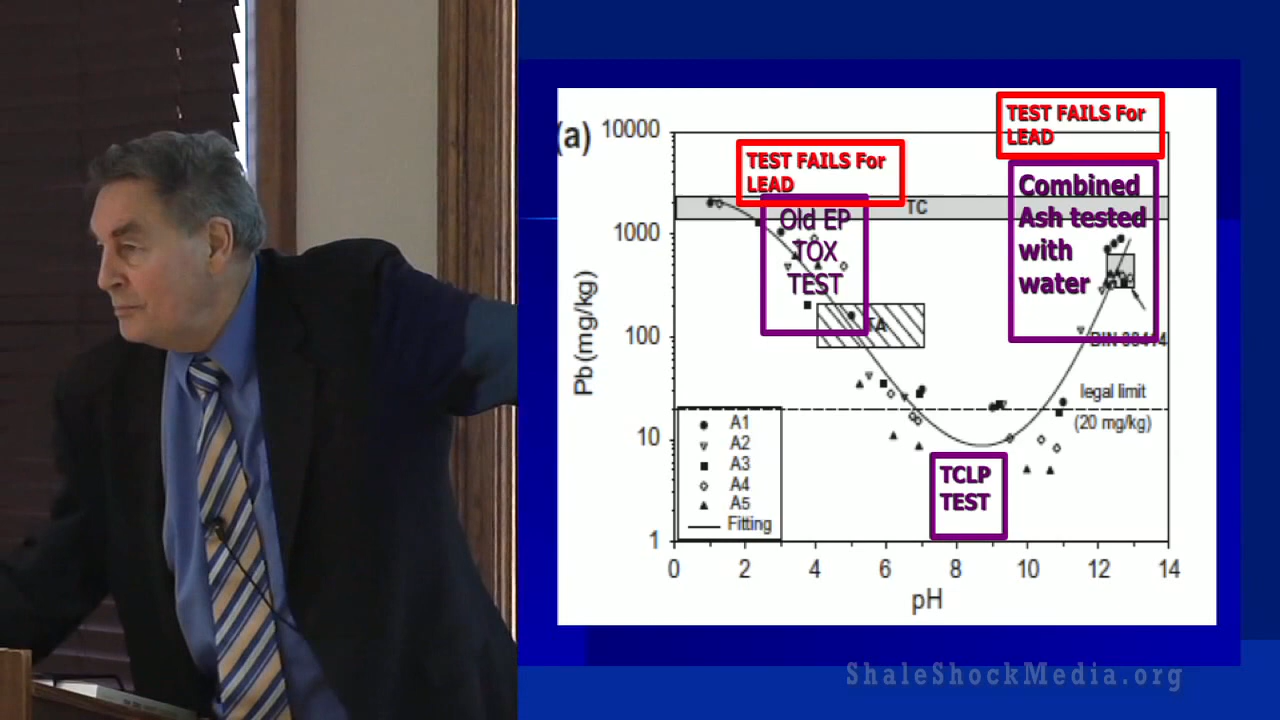 (a)
TEST FAILS For
LEAD
TEST FAILS For
LEAD
Combined
Ash tested
with
water
Old EP
TOX
TEST
TC
TA
10000
1000
100
10
1
Pb(mg/kg)
legal limit
(20 mg/kg)
TCLP
TEST
A1
A2
A3
A4
A5
Fitting
0 2 4 6 8 10 12 14
pH
ShaleShockMedia.org